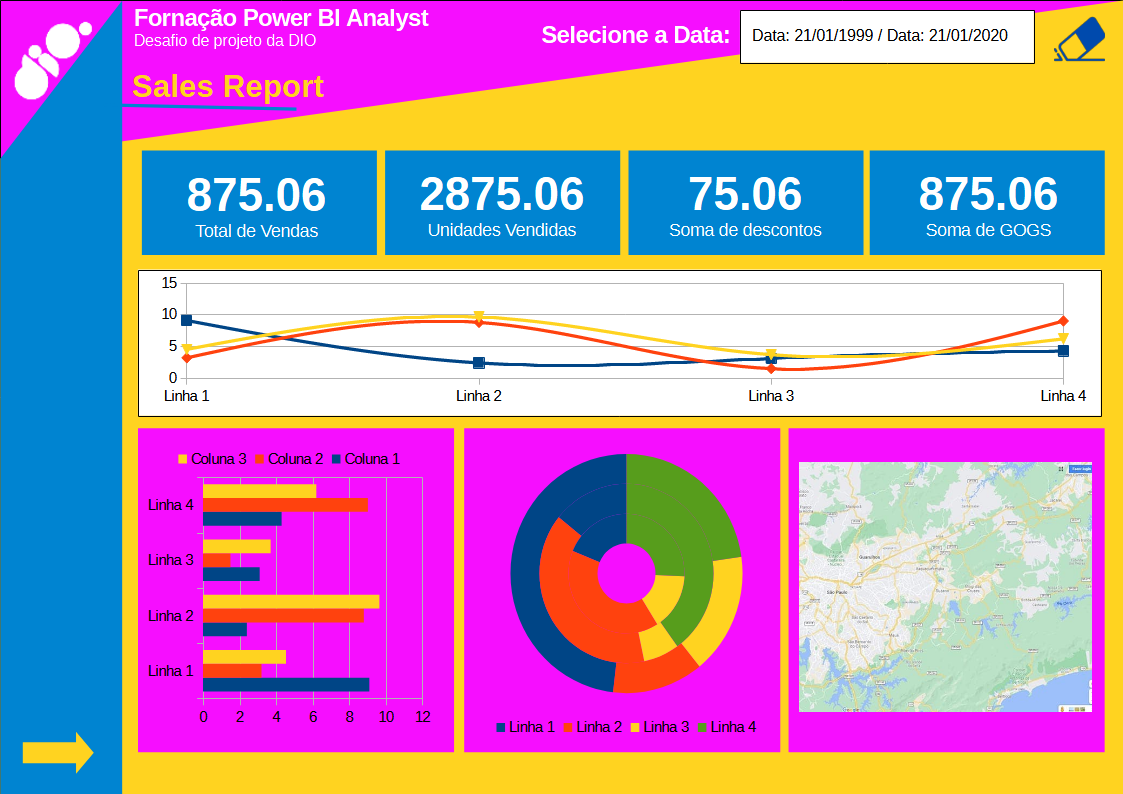 Fornação Power BI Analyst
Desafio de projeto da DIO
Selecione a Data:
Data: 21/01/1999 / Data: 21/01/2020
Sales Report
875.06
Total de Vendas
2875.06
Unidades Vendidas
75.06
Soma de descontos
875.06
Soma de GOGS
15
10
5
0
Linha 1 Linha 2 Linha 3 Linha 4
Coluna 3 Coluna 2 Coluna 1
Linha 4
Linha 3
Linha 2
Linha 1
0 2 4 6 8 10 12
Linha 1 Linha 2 Linha 3 Linha 4
Guarulhos
São Paulo